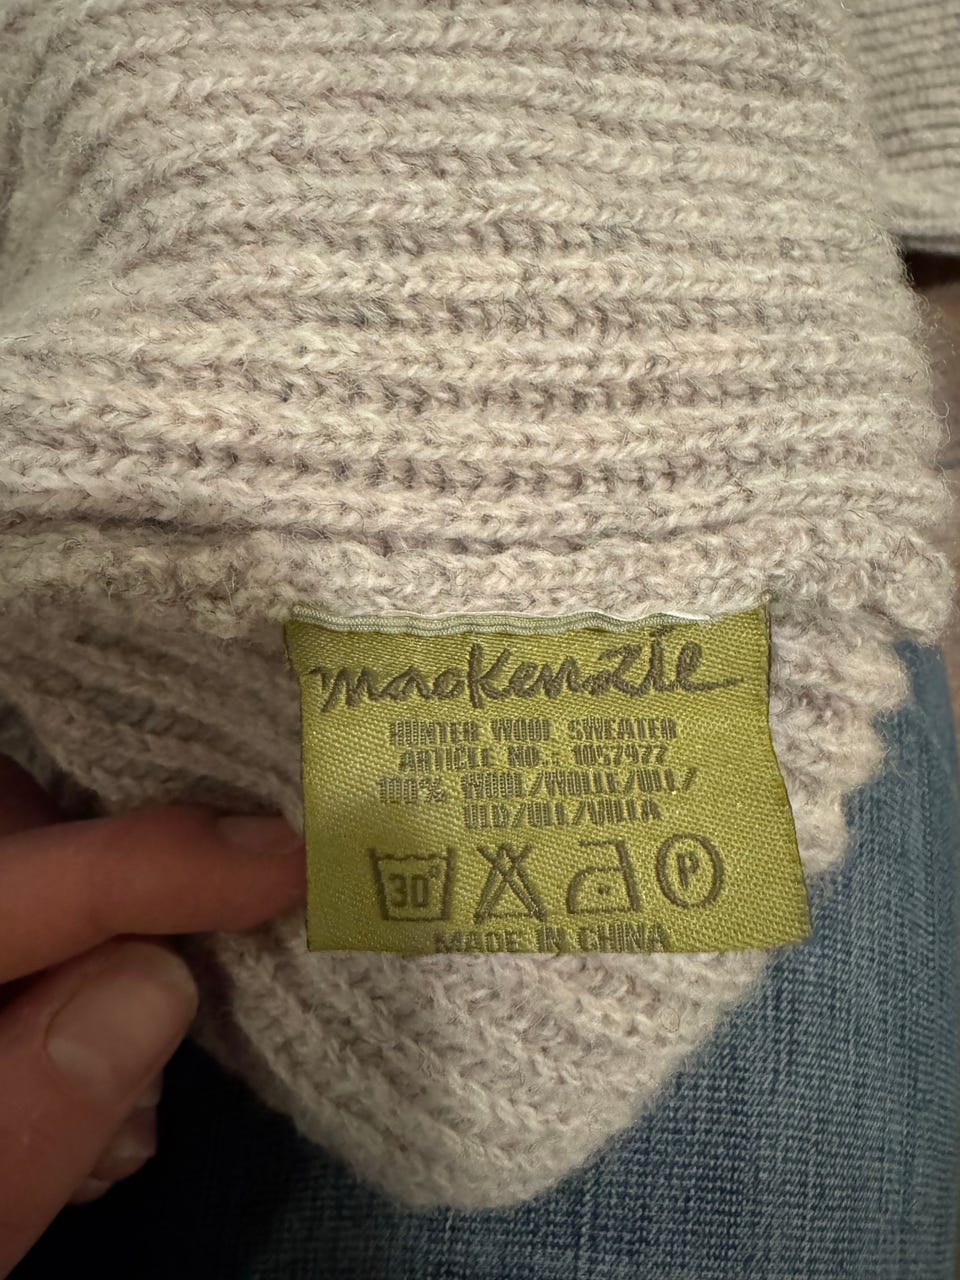 mackenzie
HUNTER WOOL SWEATER
ARTICLE NO.: 1057977
100% WOOL/WOLLE/ULL/
ULD/ULL/VILLA
30° P
MADE IN CHINA